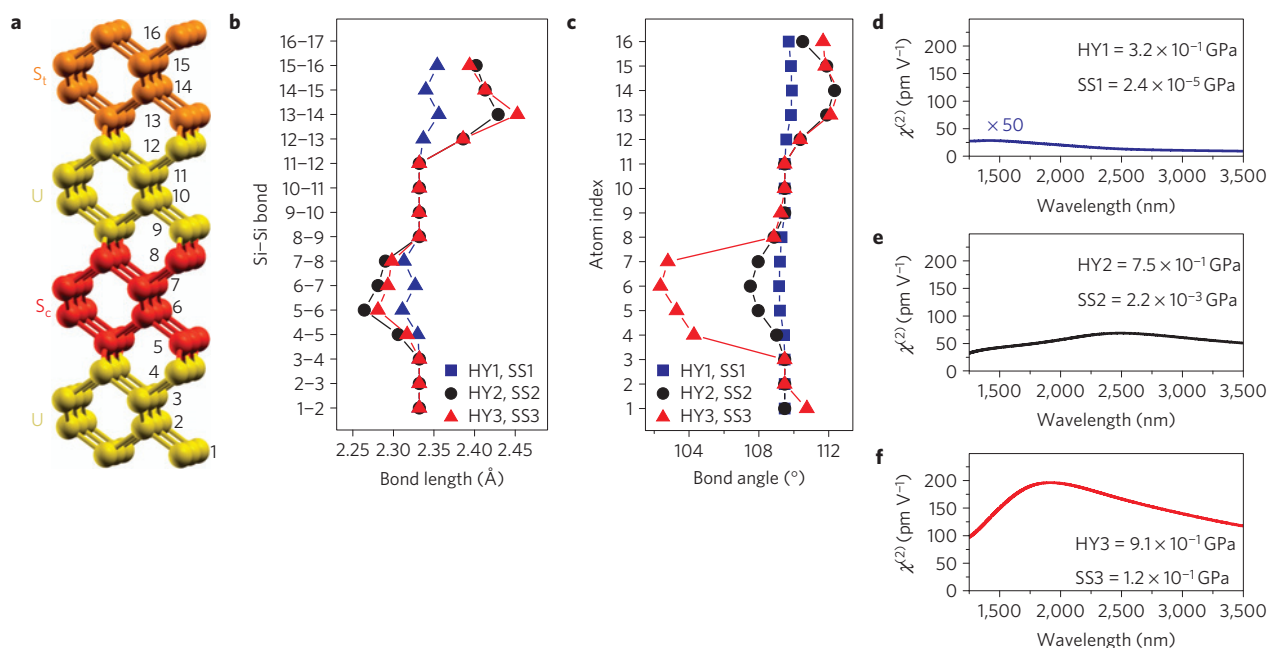 a
16
15
14
13
12
11
10
9
8
7
6
5
4
3
2
1
Sₜ
U
S꜀
U
b
Si–Si bond
16–17
15–16
14–15
13–14
12–13
11–12
10–11
9–10
8–9
7–8
6–7
5–6
4–5
3–4
2–3
1–2
HY1, SS1
HY2, SS2
HY3, SS3
2.25 2.30 2.35 2.40 2.45
Bond length (Å)
c
Atom index
16
15
14
13
12
11
10
9
8
7
6
5
4
3
2
1
HY1, SS1
HY2, SS2
HY3, SS3
104 108 112
Bond angle (°)
d
χ⁽²⁾ (pm V⁻¹)
200
150
100
50
0
HY1 = 3.2 × 10⁻¹ GPa
SS1 = 2.4 × 10⁻⁵ GPa
× 50
1,500 2,000 2,500 3,000 3,500
Wavelength (nm)
e
χ⁽²⁾ (pm V⁻¹)
200
150
100
50
0
HY2 = 7.5 × 10⁻¹ GPa
SS2 = 2.2 × 10⁻³ GPa
1,500 2,000 2,500 3,000 3,500
Wavelength (nm)
f
χ⁽²⁾ (pm V⁻¹)
200
150
100
50
0
HY3 = 9.1 × 10⁻¹ GPa
SS3 = 1.2 × 10⁻¹ GPa
1,500 2,000 2,500 3,000 3,500
Wavelength (nm)